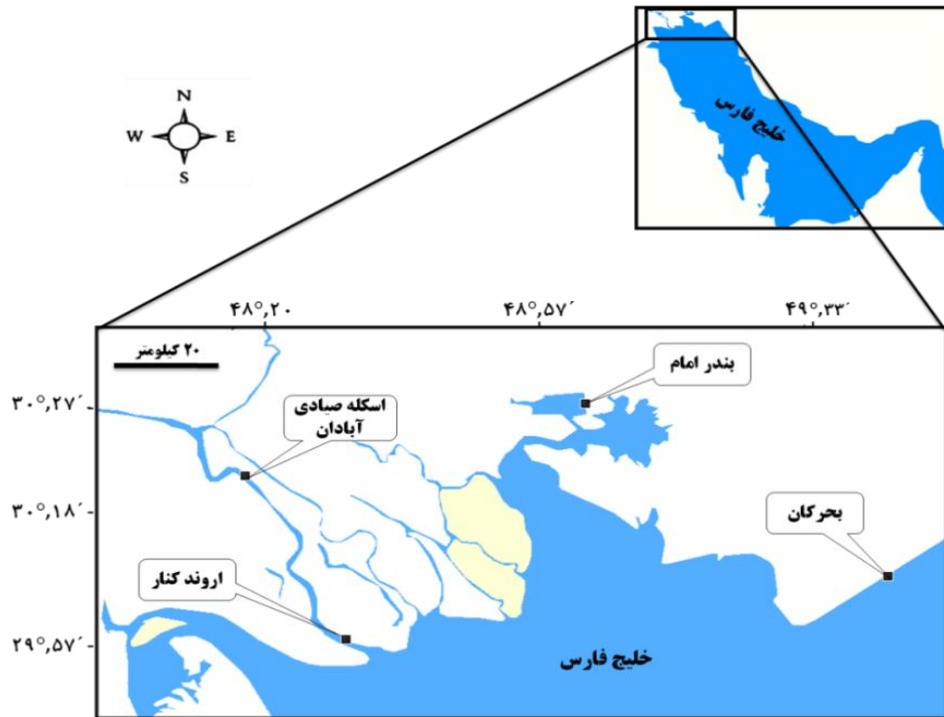 N
W E
S
خلیج فارس
۴۸°,۲۰
۴۸°,۵۷´
۴۹°,۳۳´
۲۰ کیلومتر
بندر امام
۳۰°,۲۷´
اسکله صیادی
آبادان
۳۰°,۱۸´
بحرکان
اروند کنار
۲۹°,۵۷´
خلیج فارس